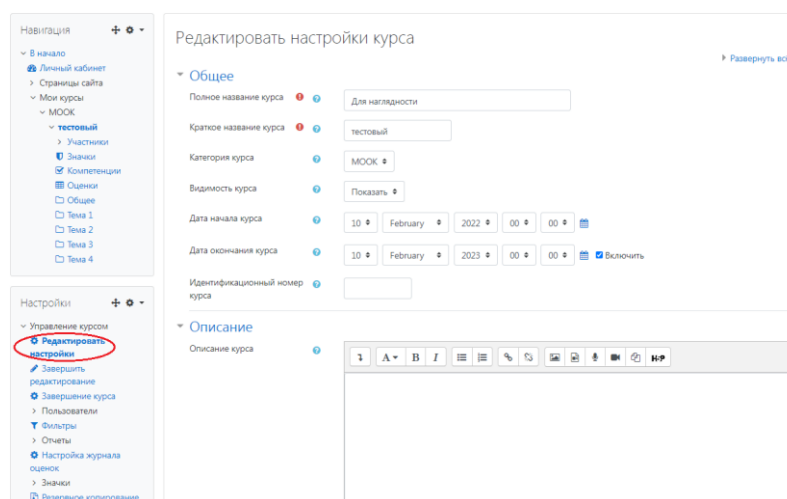 Навигация
В начало
Личный кабинет
Страницы сайта
Мои курсы
МООК
тестовый
Участники
Значки
Компетенции
Оценки
Общее
Тема 1
Тема 2
Тема 3
Тема 4
Настройки
Управление курсом
Редактировать
настройки
Завершить
редактирование
Завершение курса
Пользователи
Фильтры
Отчеты
Настройка журнала
оценок
Значки
Резервное копирование
Редактировать настройки курса
Развернуть всё
Общее
Полное название курса
Для наглядности
Краткое название курса
тестовый
Категория курса
МООК
Видимость курса
Показать
Дата начала курса
10 February 2022 00 00
Дата окончания курса
10 February 2023 00 00 Включить
Идентификационный номер
курса
Описание
Описание курса
A B I H-P